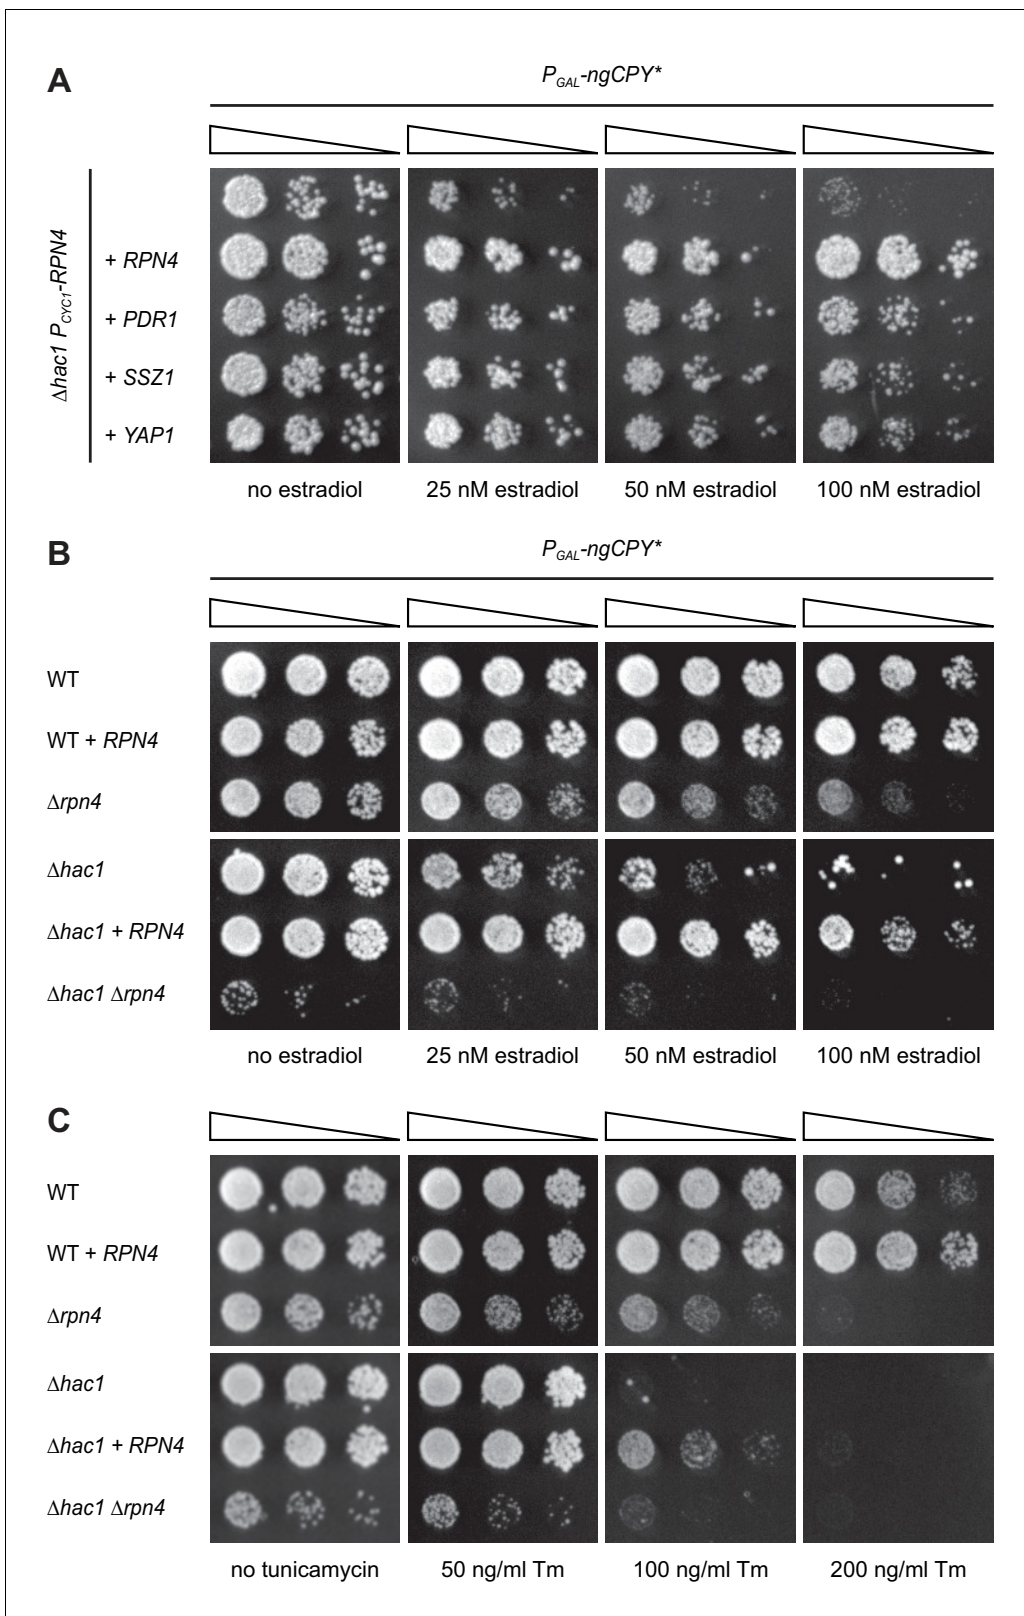 A
P_GAL-ngCPY*
Δhac1 P_CYC1-RPN4
+ RPN4
+ PDR1
+ SSZ1
+ YAP1
no estradiol 25 nM estradiol 50 nM estradiol 100 nM estradiol
B
P_GAL-ngCPY*
WT
WT + RPN4
Δrpn4
Δhac1
Δhac1 + RPN4
Δhac1 Δrpn4
no estradiol 25 nM estradiol 50 nM estradiol 100 nM estradiol
C
WT
WT + RPN4
Δrpn4
Δhac1
Δhac1 + RPN4
Δhac1 Δrpn4
no tunicamycin 50 ng/ml Tm 100 ng/ml Tm 200 ng/ml Tm